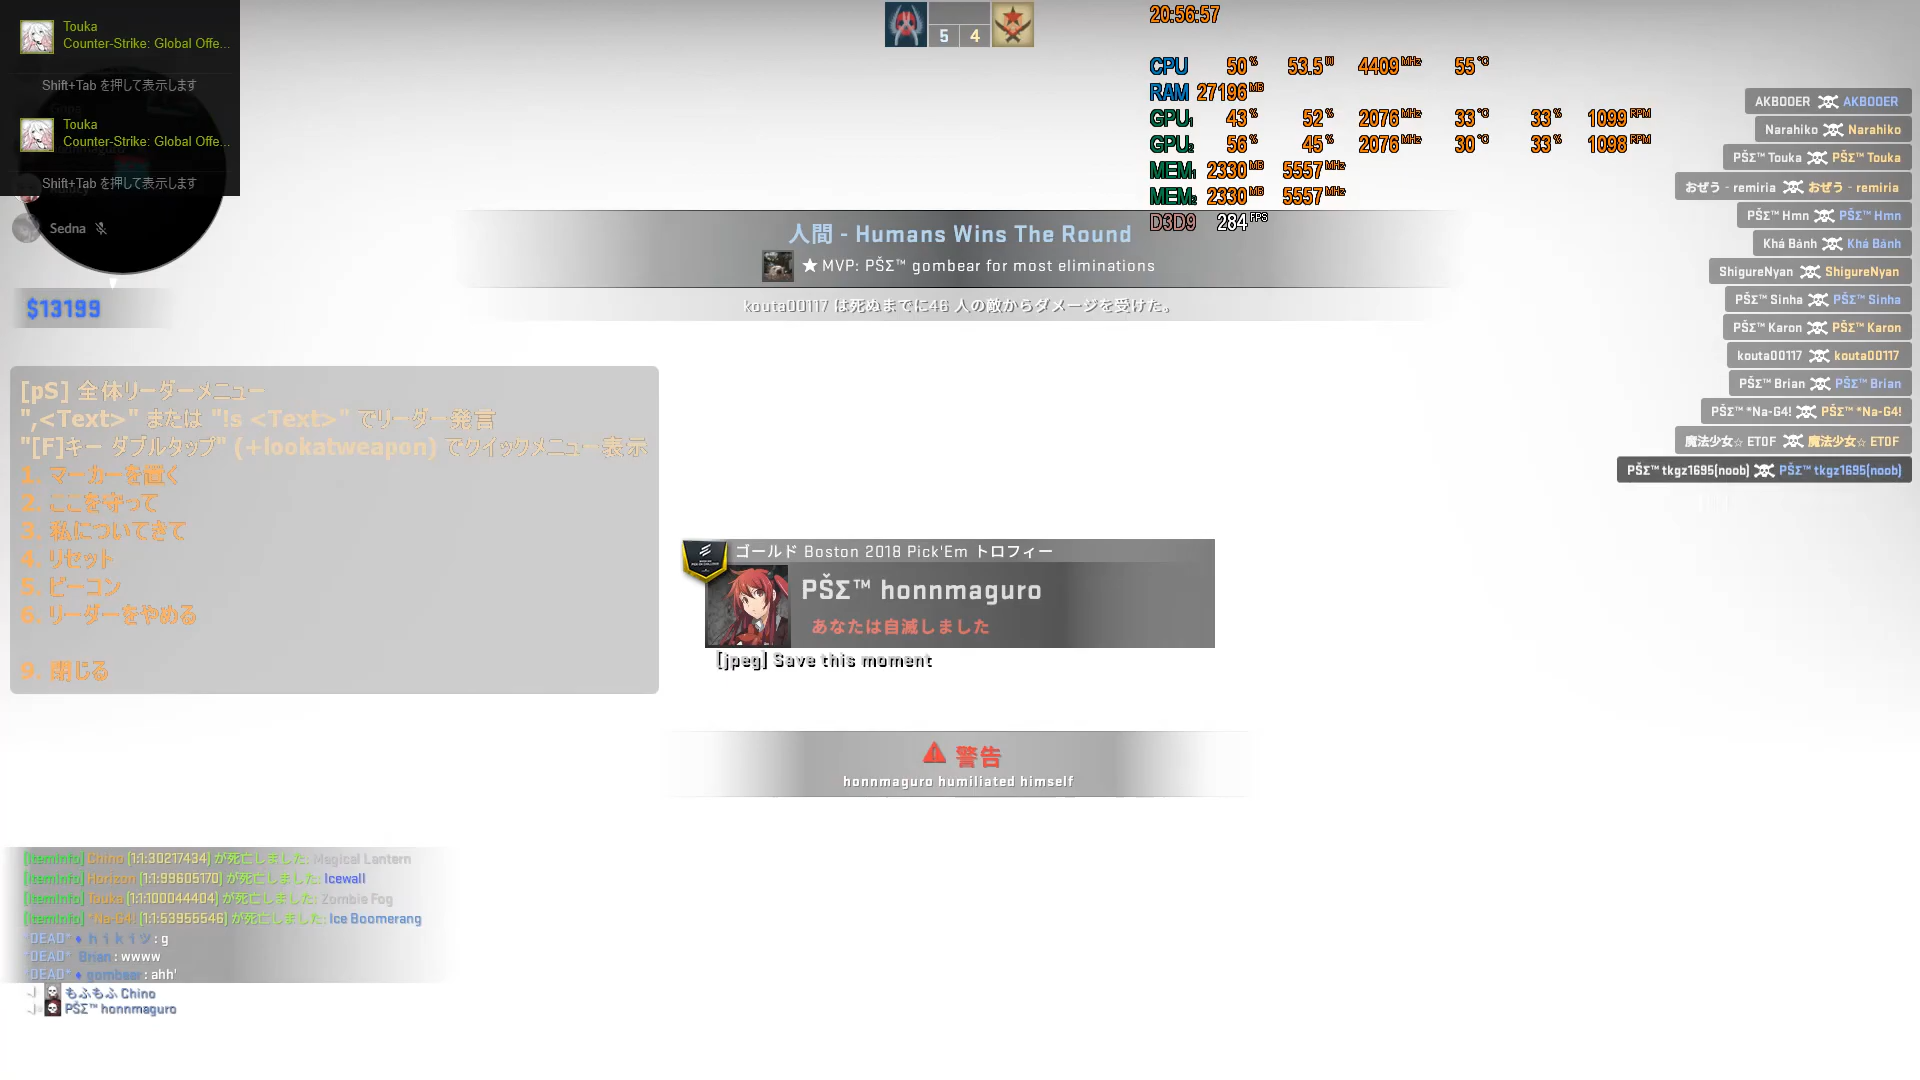 Touka
Counter-Strike: Global Offe...
Shift+Tab を押して表示します
Touka
Counter-Strike: Global Offe...
Shift+Tab を押して表示します
Sedna
$13199
5 4
20:56:57
CPU 50 % 53.5 W 4409 MHz 55 °C
RAM 27196 MB
GPU1 43 % 52 % 2076 MHz 33 °C 33 % 1099 RPM
GPU2 56 % 45 % 2076 MHz 30 °C 33 % 1098 RPM
MEM1 2330 MB 5557 MHz
MEM2 2330 MB 5557 MHz
D3D9 284 FPS
人間 - Humans Wins The Round
★ MVP: PŠΣ™ gombear for most eliminations
kouta00117 は死ぬまでに46 人の敵からダメージを受けた。
AKBODER AKBODER
Narahiko Narahiko
PŠΣ™ Touka PŠΣ™ Touka
おぜう - remiria おぜう - remiria
PŠΣ™ Hmn PŠΣ™ Hmn
Khá Bảnh Khá Bảnh
ShigureNyan ShigureNyan
PŠΣ™ Sinha PŠΣ™ Sinha
PŠΣ™ Karon PŠΣ™ Karon
kouta00117 kouta00117
PŠΣ™ Brian PŠΣ™ Brian
PŠΣ™ *Na-G4! PŠΣ™ *Na-G4!
魔法少女☆ ETOF 魔法少女☆ ETOF
PŠΣ™ tkgz1695(noob) PŠΣ™ tkgz1695(noob)
[pS] 全体リーダーメニュー
",<Text>" または "!s <Text>" でリーダー発言
"[F]キー ダブルタップ" (+lookatweapon) でクイックメニュー表示
1. マーカーを置く
2. ここを守って
3. 私についてきて
4. リセット
5. ビーコン
6. リーダーをやめる
9. 閉じる
ゴールド Boston 2018 Pick'Em トロフィー
PŠΣ™ honnmaguro
あなたは自滅しました
[jpeg] Save this moment
警告
honnmaguro humiliated himself
[ItemInfo] Chino [1:1:30217434] が死亡しました: Magical Lantern
[ItemInfo] Horizon [1:1:99605170] が死亡しました: Icewall
[ItemInfo] Touka [1:1:100044404] が死亡しました: Zombie Fog
[ItemInfo] *Na-G4! [1:1:53955546] が死亡しました: Ice Boomerang
*DEAD* ♦ ｈｉｋｉツ : g
*DEAD* Brian : wwww
*DEAD* ♦ gombear : ahh'
もふもふ Chino
PŠΣ™ honnmaguro